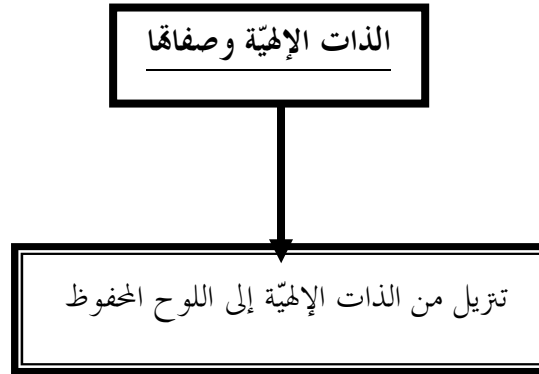 الذات الإلهيّة وصفاتها
تنزيل من الذات الإلهيّة إلى اللوح المحفوظ